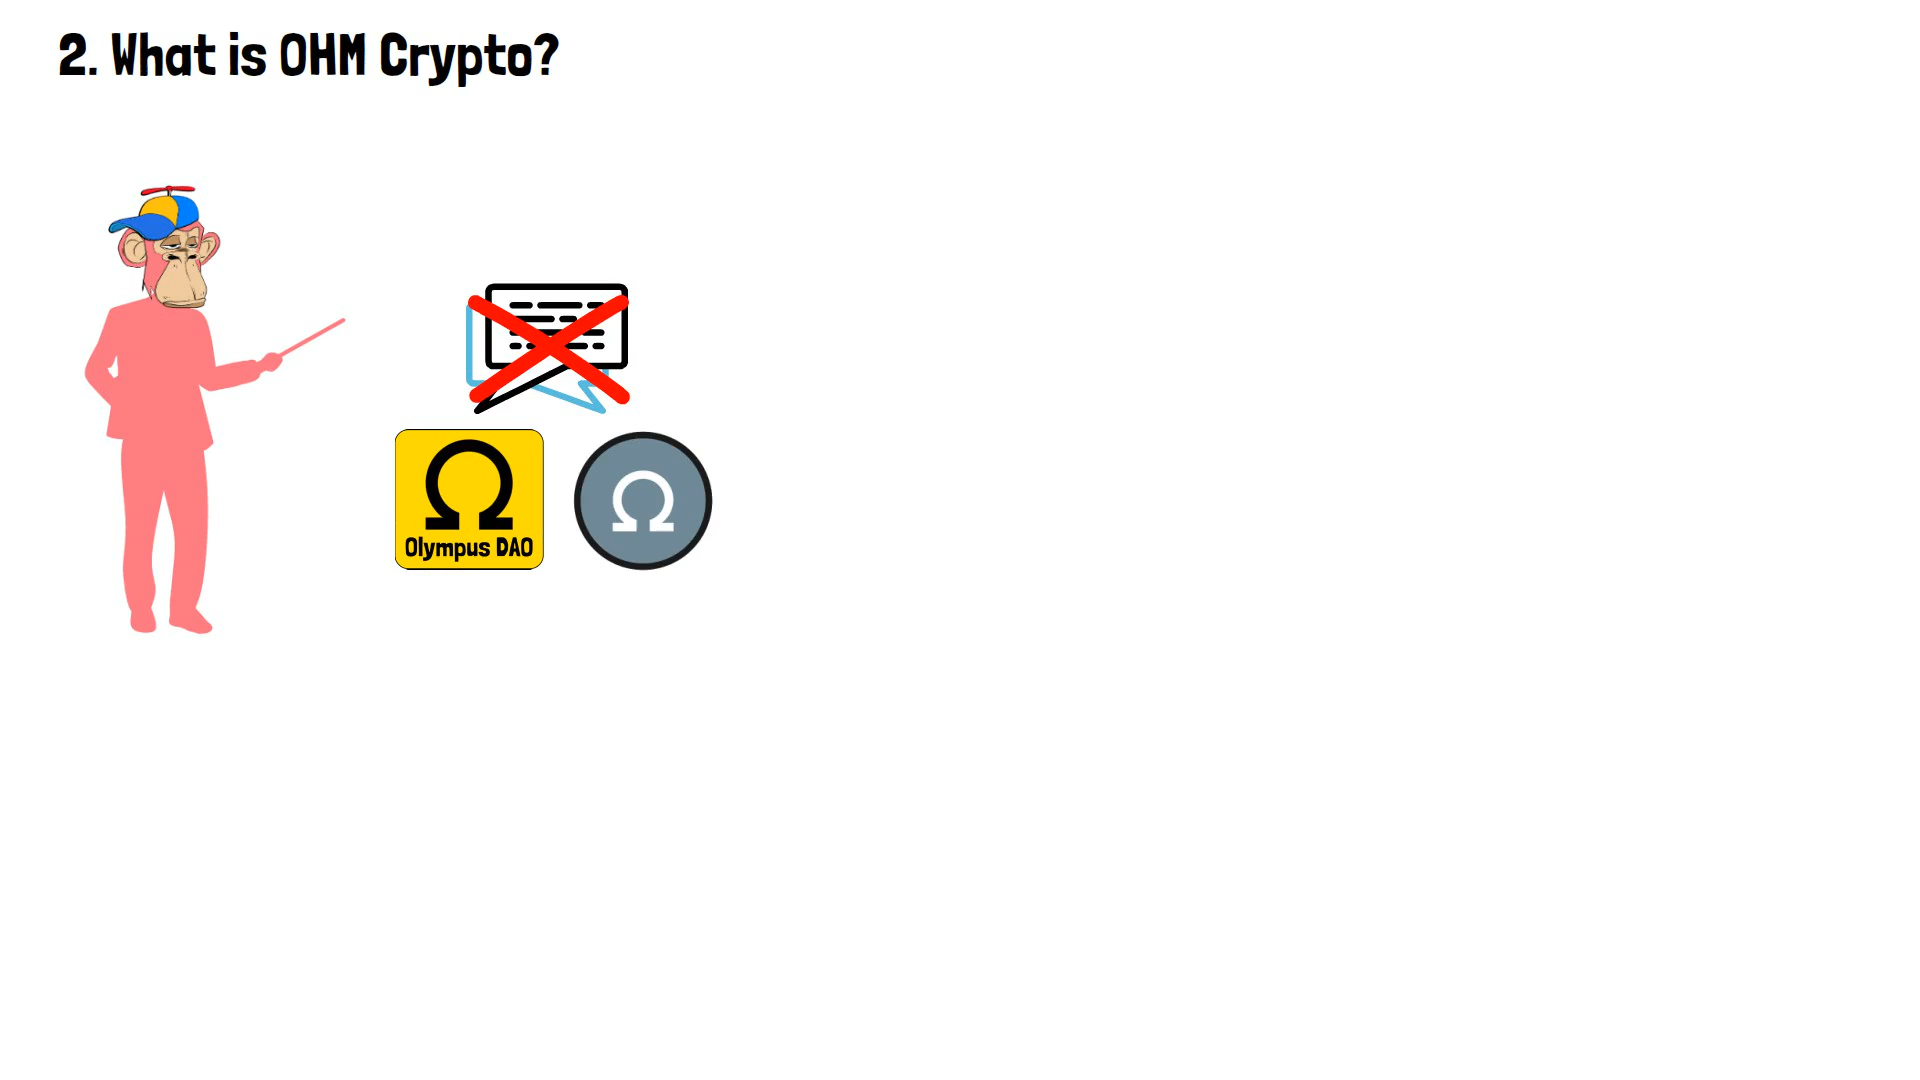 2. What is OHM Crypto?
Ω
Olympus DAO
Ω